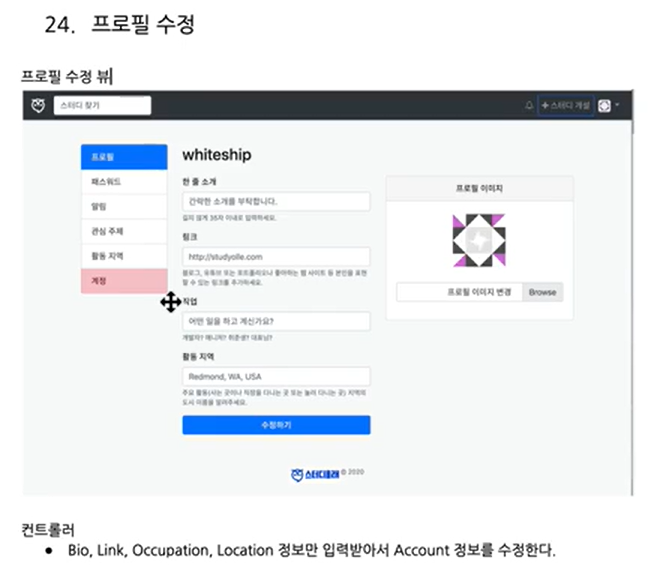 24. 프로필 수정
프로필 수정 뷰
스터디 찾기
+ 스터디 개설
프로필
패스워드
알림
관심 주제
활동 지역
계정
whiteship
한 줄 소개
간략한 소개를 부탁합니다.
길지 않게 35자 이내로 입력하세요.
링크
http://studyolle.com
블로그, 유튜브 또는 포트폴리오나 좋아하는 웹 사이트 등 본인을 표현
할 수 있는 링크를 추가하세요.
직업
어떤 일을 하고 계신가요?
개발자? 매니저? 취준생? 대표님?
활동 지역
Redmond, WA, USA
주요 활동(사는 곳이나 직장을 다니는 곳 또는 놀러 다니는 곳) 지역의
도시 이름을 알려주세요.
수정하기
프로필 이미지
프로필 이미지 변경
Browse
스터디올래 © 2020
컨트롤러
● Bio, Link, Occupation, Location 정보만 입력받아서 Account 정보를 수정한다.